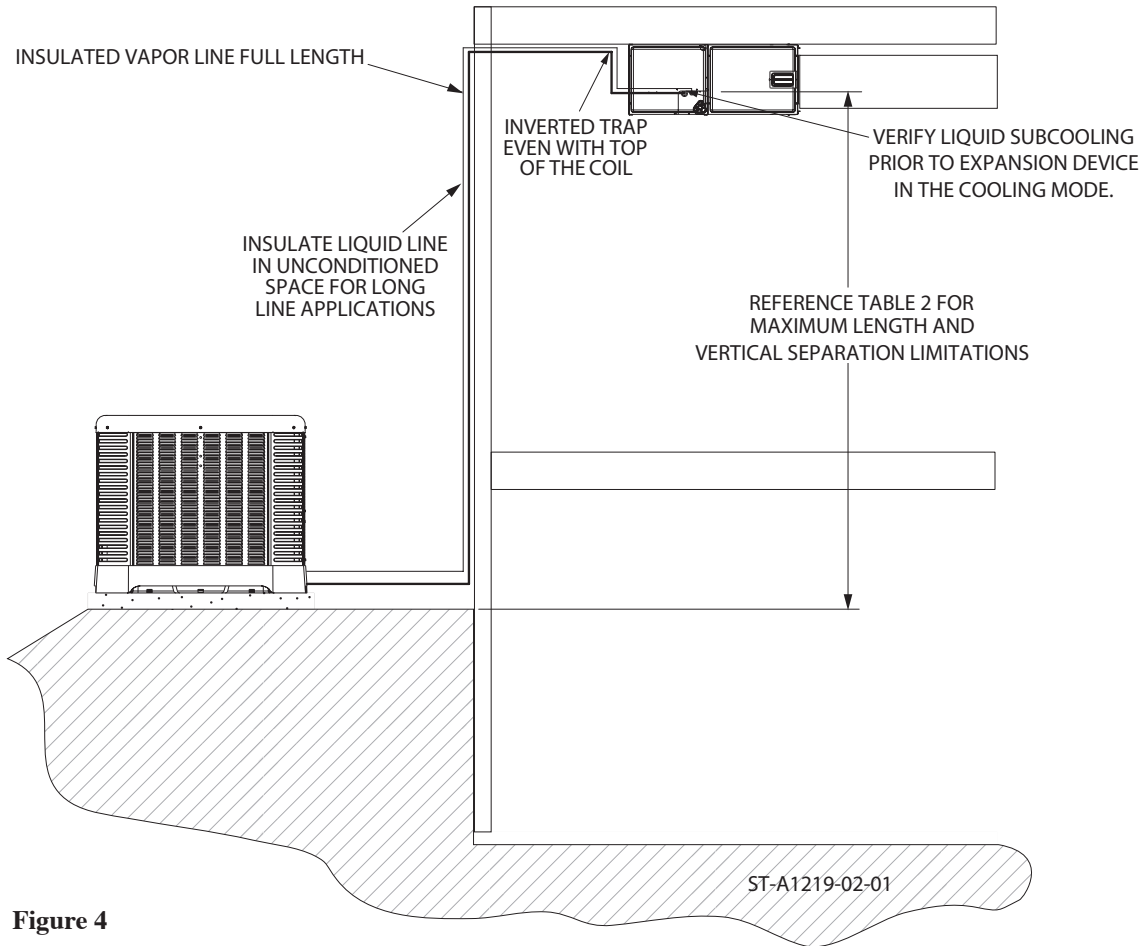 INSULATED VAPOR LINE FULL LENGTH
INVERTED TRAP
EVEN WITH TOP
OF THE COIL
VERIFY LIQUID SUBCOOLING
PRIOR TO EXPANSION DEVICE
IN THE COOLING MODE.
INSULATE LIQUID LINE
IN UNCONDITIONED
SPACE FOR LONG
LINE APPLICATIONS
REFERENCE TABLE 2 FOR
MAXIMUM LENGTH AND
VERTICAL SEPARATION LIMITATIONS
ST-A1219-02-01
Figure 4